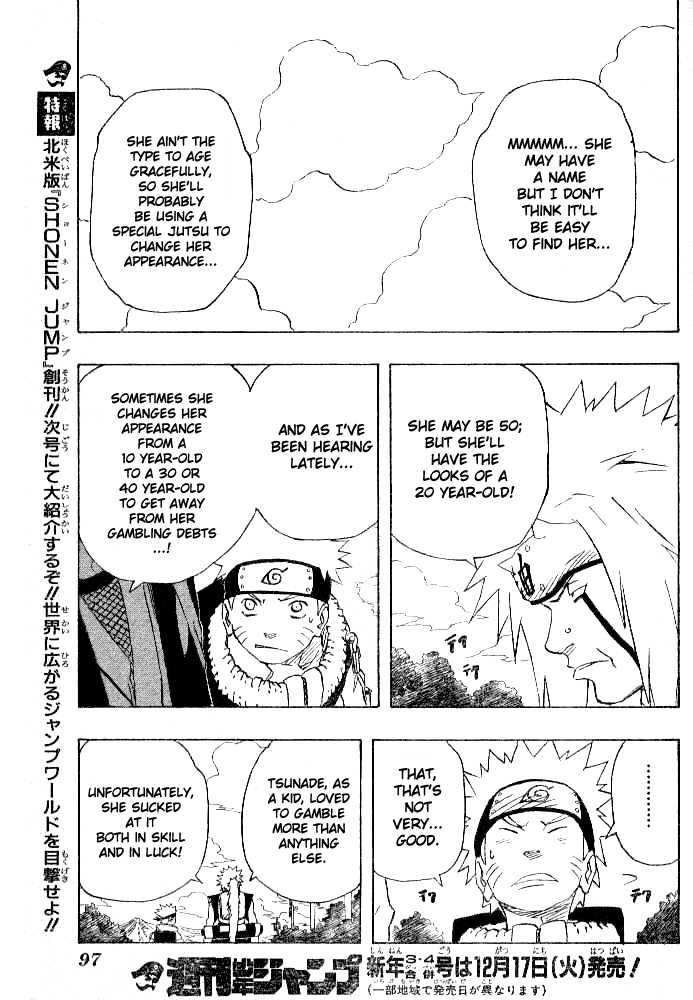 MMMMM... SHE
MAY HAVE
A NAME
BUT I DON'T
THINK IT'LL
BE EASY
TO FIND HER...
SHE AIN'T THE
TYPE TO AGE
GRACEFULLY,
SO SHE'LL
PROBABLY
BE USING A
SPECIAL JUTSU TO
CHANGE HER
APPEARANCE...
SHE MAY BE 50;
BUT SHE'LL
HAVE THE
LOOKS OF A
20 YEAR-OLD!
テク
テク
AND AS I'VE
BEEN HEARING
LATELY...
SOMETIMES SHE
CHANGES HER
APPEARANCE
FROM A
10 YEAR-OLD
TO A 30 OR
40 YEAR-OLD
TO GET AWAY
FROM HER
GAMBLING DEBTS
...!
.........
THAT,
THAT'S
NOT
VERY...
GOOD.
テク
テク
TSUNADE, AS
A KID, LOVED
TO GAMBLE
MORE THAN
ANYTHING
ELSE.
UNFORTUNATELY,
SHE SUCKED
AT IT
BOTH IN SKILL
AND IN LUCK!
特報 北米版『SHONEN JUMP』創刊!!次号にて大紹介するぞ!!世界に広がるジャンプワールドを目撃せよ!!
97
週刊少年ジャンプ 新年3・4合併号は12月17日(火)発売!
(一部地域で発売日が異なります)